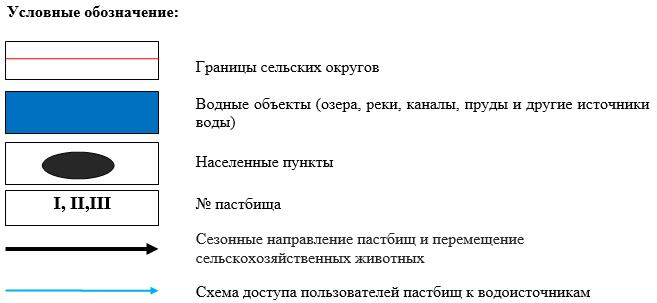 Условные обозначение:
Границы сельских округов
Водные объекты (озера, реки, каналы, пруды и другие источники
воды)
Населенные пункты
I, II,III
№ пастбища
Сезонные направление пастбищ и перемещение
сельскохозяйственных животных
Схема доступа пользователей пастбищ к водоисточникам